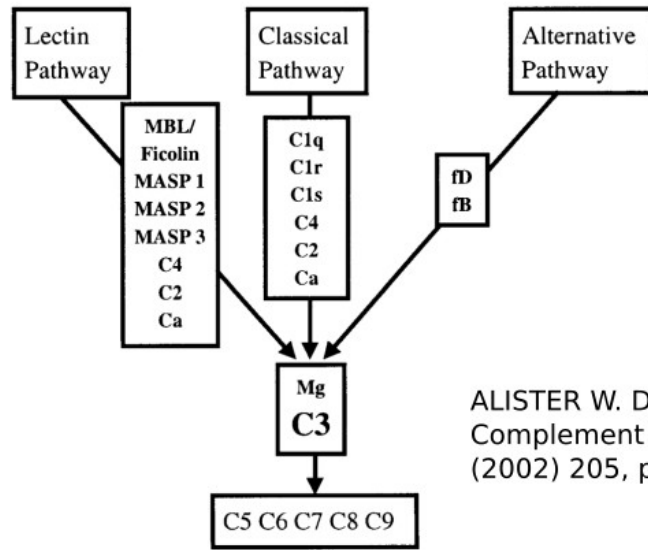 Lectin
Pathway
Classical
Pathway
Alternative
Pathway
MBL/
Ficolin
MASP 1
MASP 2
MASP 3
C4
C2
Ca
C1q
C1r
C1s
C4
C2
Ca
fD
fB
Mg
C3
C5 C6 C7 C8 C9
ALISTER W. D
Complement
(2002) 205, p